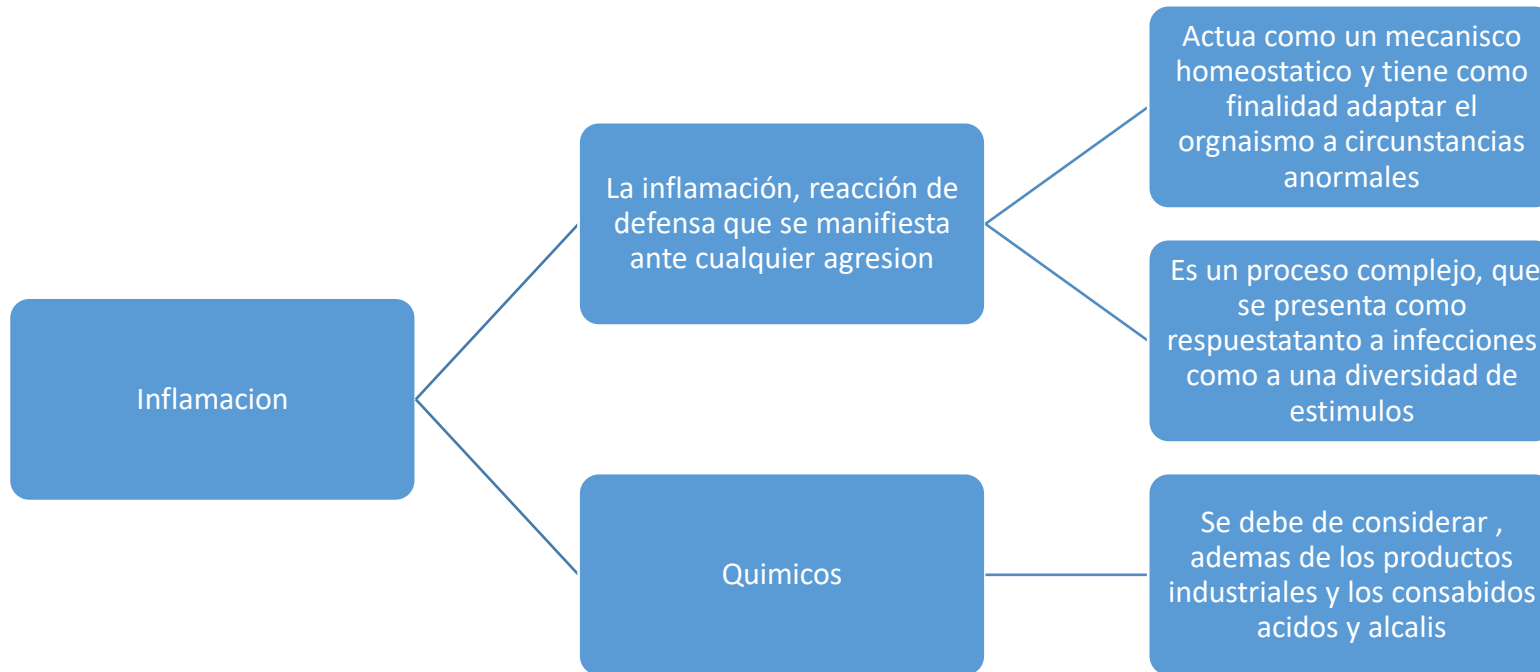 Inflamacion
La inflamación, reacción de
defensa que se manifiesta
ante cualquier agresion
Actua como un mecanisco
homeostatico y tiene como
finalidad adaptar el
orgnaismo a circunstancias
anormales
Es un proceso complejo, que
se presenta como
respuestatanto a infecciones
como a una diversidad de
estimulos
Quimicos
Se debe de considerar ,
ademas de los productos
industriales y los consabidos
acidos y alcalis